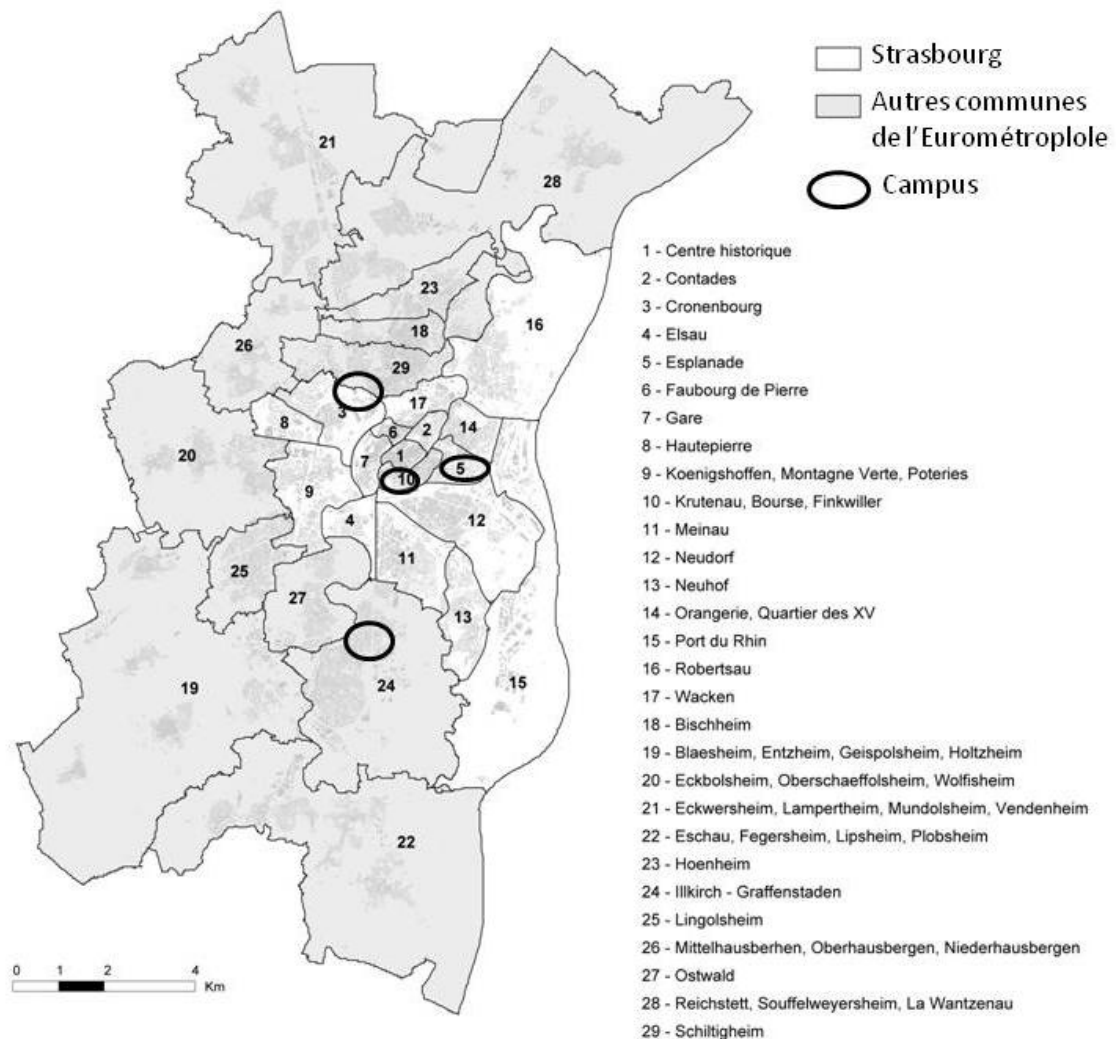 Strasbourg
Autres communes
de l'Eurométroplole
Campus
1 - Centre historique
2 - Contades
3 - Cronenbourg
4 - Elsau
5 - Esplanade
6 - Faubourg de Pierre
7 - Gare
8 - Hautepierre
9 - Koenigshoffen, Montagne Verte, Poteries
10 - Krutenau, Bourse, Finkwiller
11 - Meinau
12 - Neudorf
13 - Neuhof
14 - Orangerie, Quartier des XV
15 - Port du Rhin
16 - Robertsau
17 - Wacken
18 - Bischheim
19 - Blaesheim, Entzheim, Geispolsheim, Holtzheim
20 - Eckbolsheim, Oberschaeffolsheim, Wolfisheim
21 - Eckwersheim, Lampertheim, Mundolsheim, Vendenheim
22 - Eschau, Fegersheim, Lipsheim, Plobsheim
23 - Hoenheim
24 - Illkirch - Graffenstaden
25 - Lingolsheim
26 - Mittelhausberhen, Oberhausbergen, Niederhausbergen
27 - Ostwald
28 - Reichstett, Souffelweyersheim, La Wantzenau
29 - Schiltigheim
21
28
23
16
18
26
29
17
3
8
14
2
6
1
7
20
5
10
9
12
4
11
25
27
13
15
24
19
22
0 1 2 4
Km